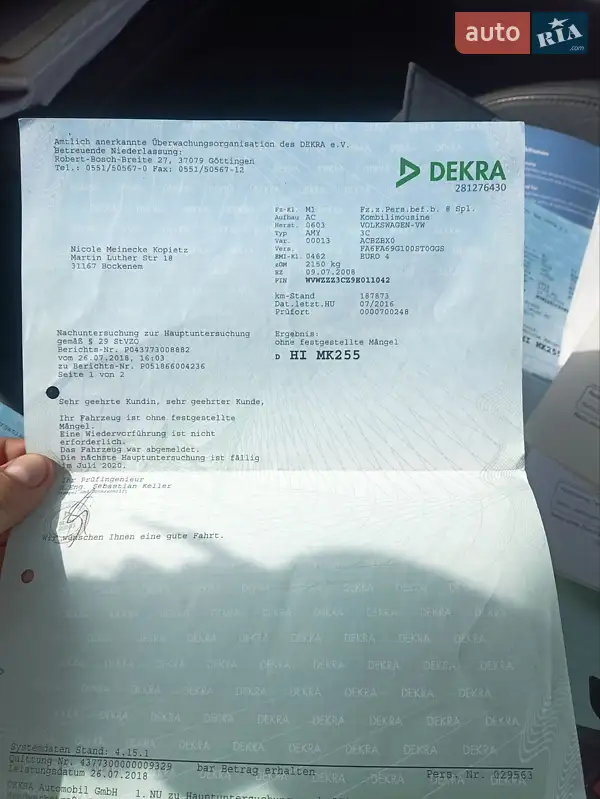 auto RIA .com
Amtlich anerkannte Überwachungsorganisation des DEKRA e.V.
Betreuende Niederlassung:
Robert-Bosch-Breite 27, 37079 Göttingen
Tel.: 0551/50567-0 Fax: 0551/50567-12
DEKRA
281276430
Fz-Kl. M1 Fz.z.Pers.bef.b. 8 Spl.
Aufbau AC Kombilimousine
Herst. 0603 VOLKSWAGEN-VW
Typ AMY 3C
Var. 00013 ACBZBX0
Vers. FA6FA69G100ST0GGS
RMI-Kl. 0462 EURO 4
zGM 2150 kg
EZ 09.07.2008
FIN WVWZZZ3CZ9E011042
Nicole Meinecke Kopietz
Martin Luther Str 18
31167 Bockenem
km-Stand 187873
Dat.letzt.HU 07/2016
Prüfort 0000700248
Nachuntersuchung zur Hauptuntersuchung
gemäß § 29 StVZO
Berichts-Nr. P043773008882
vom 26.07.2018, 16:03
zu Berichts-Nr. P051866004236
Seite 1 von 2
Ergebnis:
ohne festgestellte Mängel
D HI MK255
Sehr geehrte Kundin, sehr geehrter Kunde,
Ihr Fahrzeug ist ohne festgestellte
Mängel.
Eine Wiedervorführung ist nicht
erforderlich.
Das Fahrzeug war abgemeldet.
Die nächste Hauptuntersuchung ist fällig
im Juli 2020.
Ihr Prüfingenieur
Sebastian Keller
Wir wünschen Ihnen eine gute Fahrt.
Systemdaten Stand: 4.15.1
Quittung Nr. 4377300000009329 bar Betrag erhalten
Leistungsdatum 26.07.2018 Pers. Nr. 029563
DEKRA Automobil GmbH 1. NU zu Hauptuntersuchung